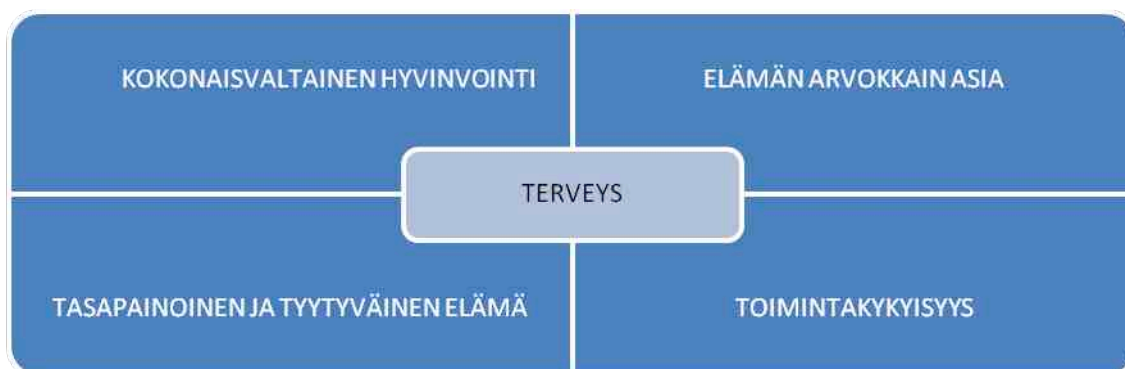 KOKONAISVALTAINEN HYVINVOINTI
ELÄMÄN ARVOKKAIN ASIA
TERVEYS
TASAPAINOINEN JA TYYTYVÄINEN ELÄMÄ
TOIMINTAKYKYISYYS